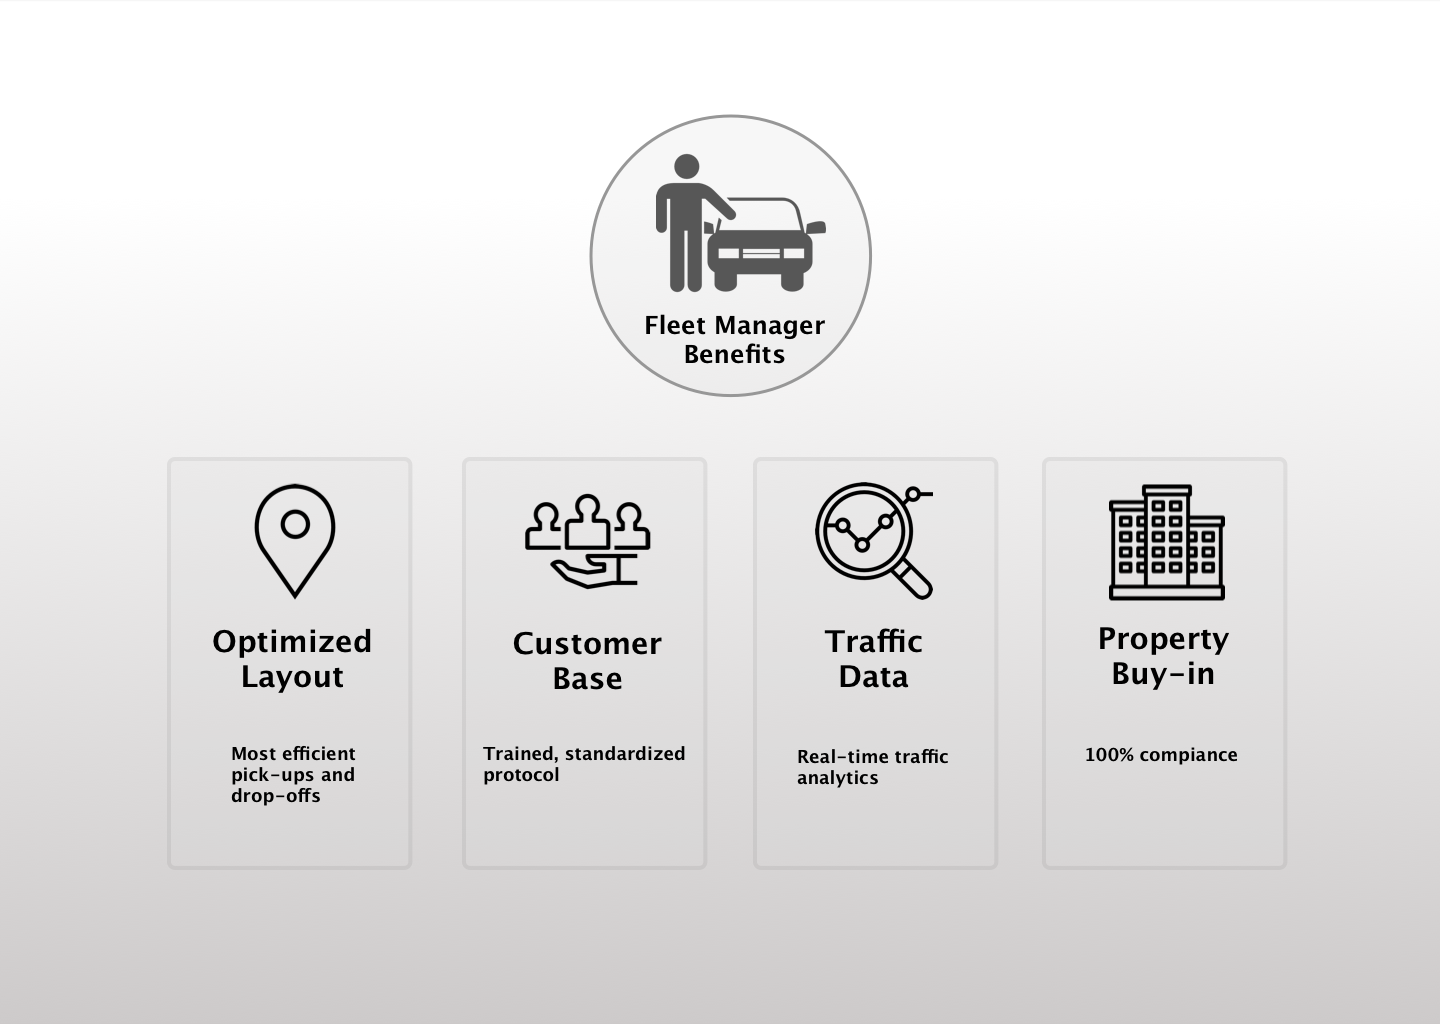 Fleet Manager
Benefits
Optimized
Layout
Most efficient
pick-ups and
drop-offs
Customer
Base
Trained, standardized
protocol
Traffic
Data
Real-time traffic
analytics
Property
Buy-in
100% compiance